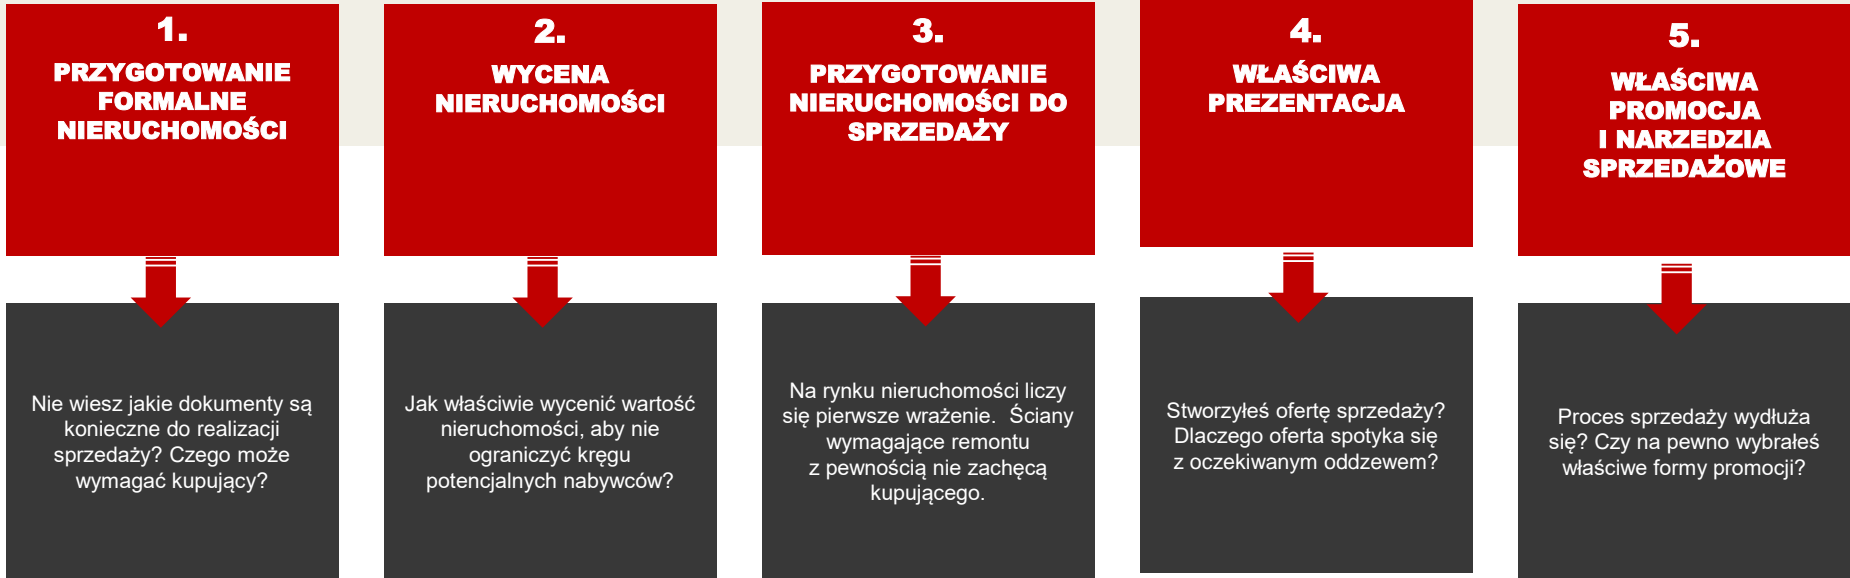 1.
PRZYGOTOWANIE
FORMALNE
NIERUCHOMOŚCI
Nie wiesz jakie dokumenty są
konieczne do realizacji
sprzedaży? Czego może
wymagać kupujący?
2.
WYCENA
NIERUCHOMOŚCI
Jak właściwie wycenić wartość
nieruchomości, aby nie
ograniczyć kręgu
potencjalnych nabywców?
3.
PRZYGOTOWANIE
NIERUCHOMOŚCI DO
SPRZEDAŻY
Na rynku nieruchomości liczy
się pierwsze wrażenie. Ściany
wymagające remontu
z pewnością nie zachęcą
kupującego.
4.
WŁAŚCIWA
PREZENTACJA
Stworzyłeś ofertę sprzedaży?
Dlaczego oferta spotyka się
z oczekiwanym oddzewem?
5.
WŁAŚCIWA
PROMOCJA
I NARZEDZIA
SPRZEDAŻOWE
Proces sprzedaży wydłuża
się? Czy na pewno wybrałeś
właściwe formy promocji?